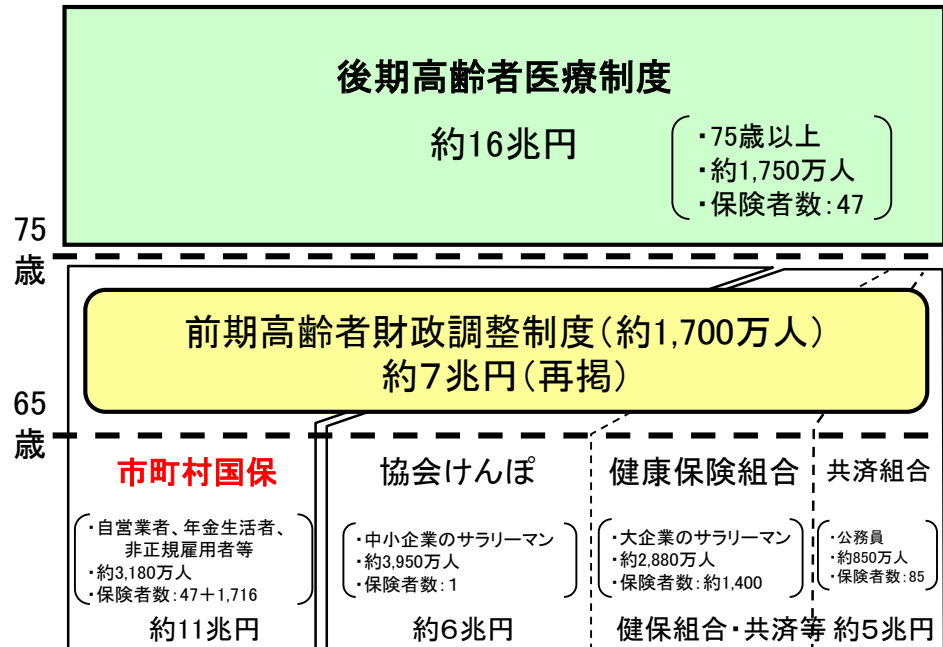 後期高齢者医療制度
約16兆円
・75歳以上
・約1,750万人
・保険者数:47
75
歳
前期高齢者財政調整制度(約1,700万人)
約7兆円(再掲)
65
歳
市町村国保
・自営業者、年金生活者、
非正規雇用者等
・約3,180万人
・保険者数:47+1,716
約11兆円
協会けんぽ
・中小企業のサラリーマン
・約3,950万人
・保険者数:1
約6兆円
健康保険組合
・大企業のサラリーマン
・約2,880万人
・保険者数:約1,400
共済組合
・公務員
・約850万人
・保険者数:85
健保組合・共済等 約5兆円